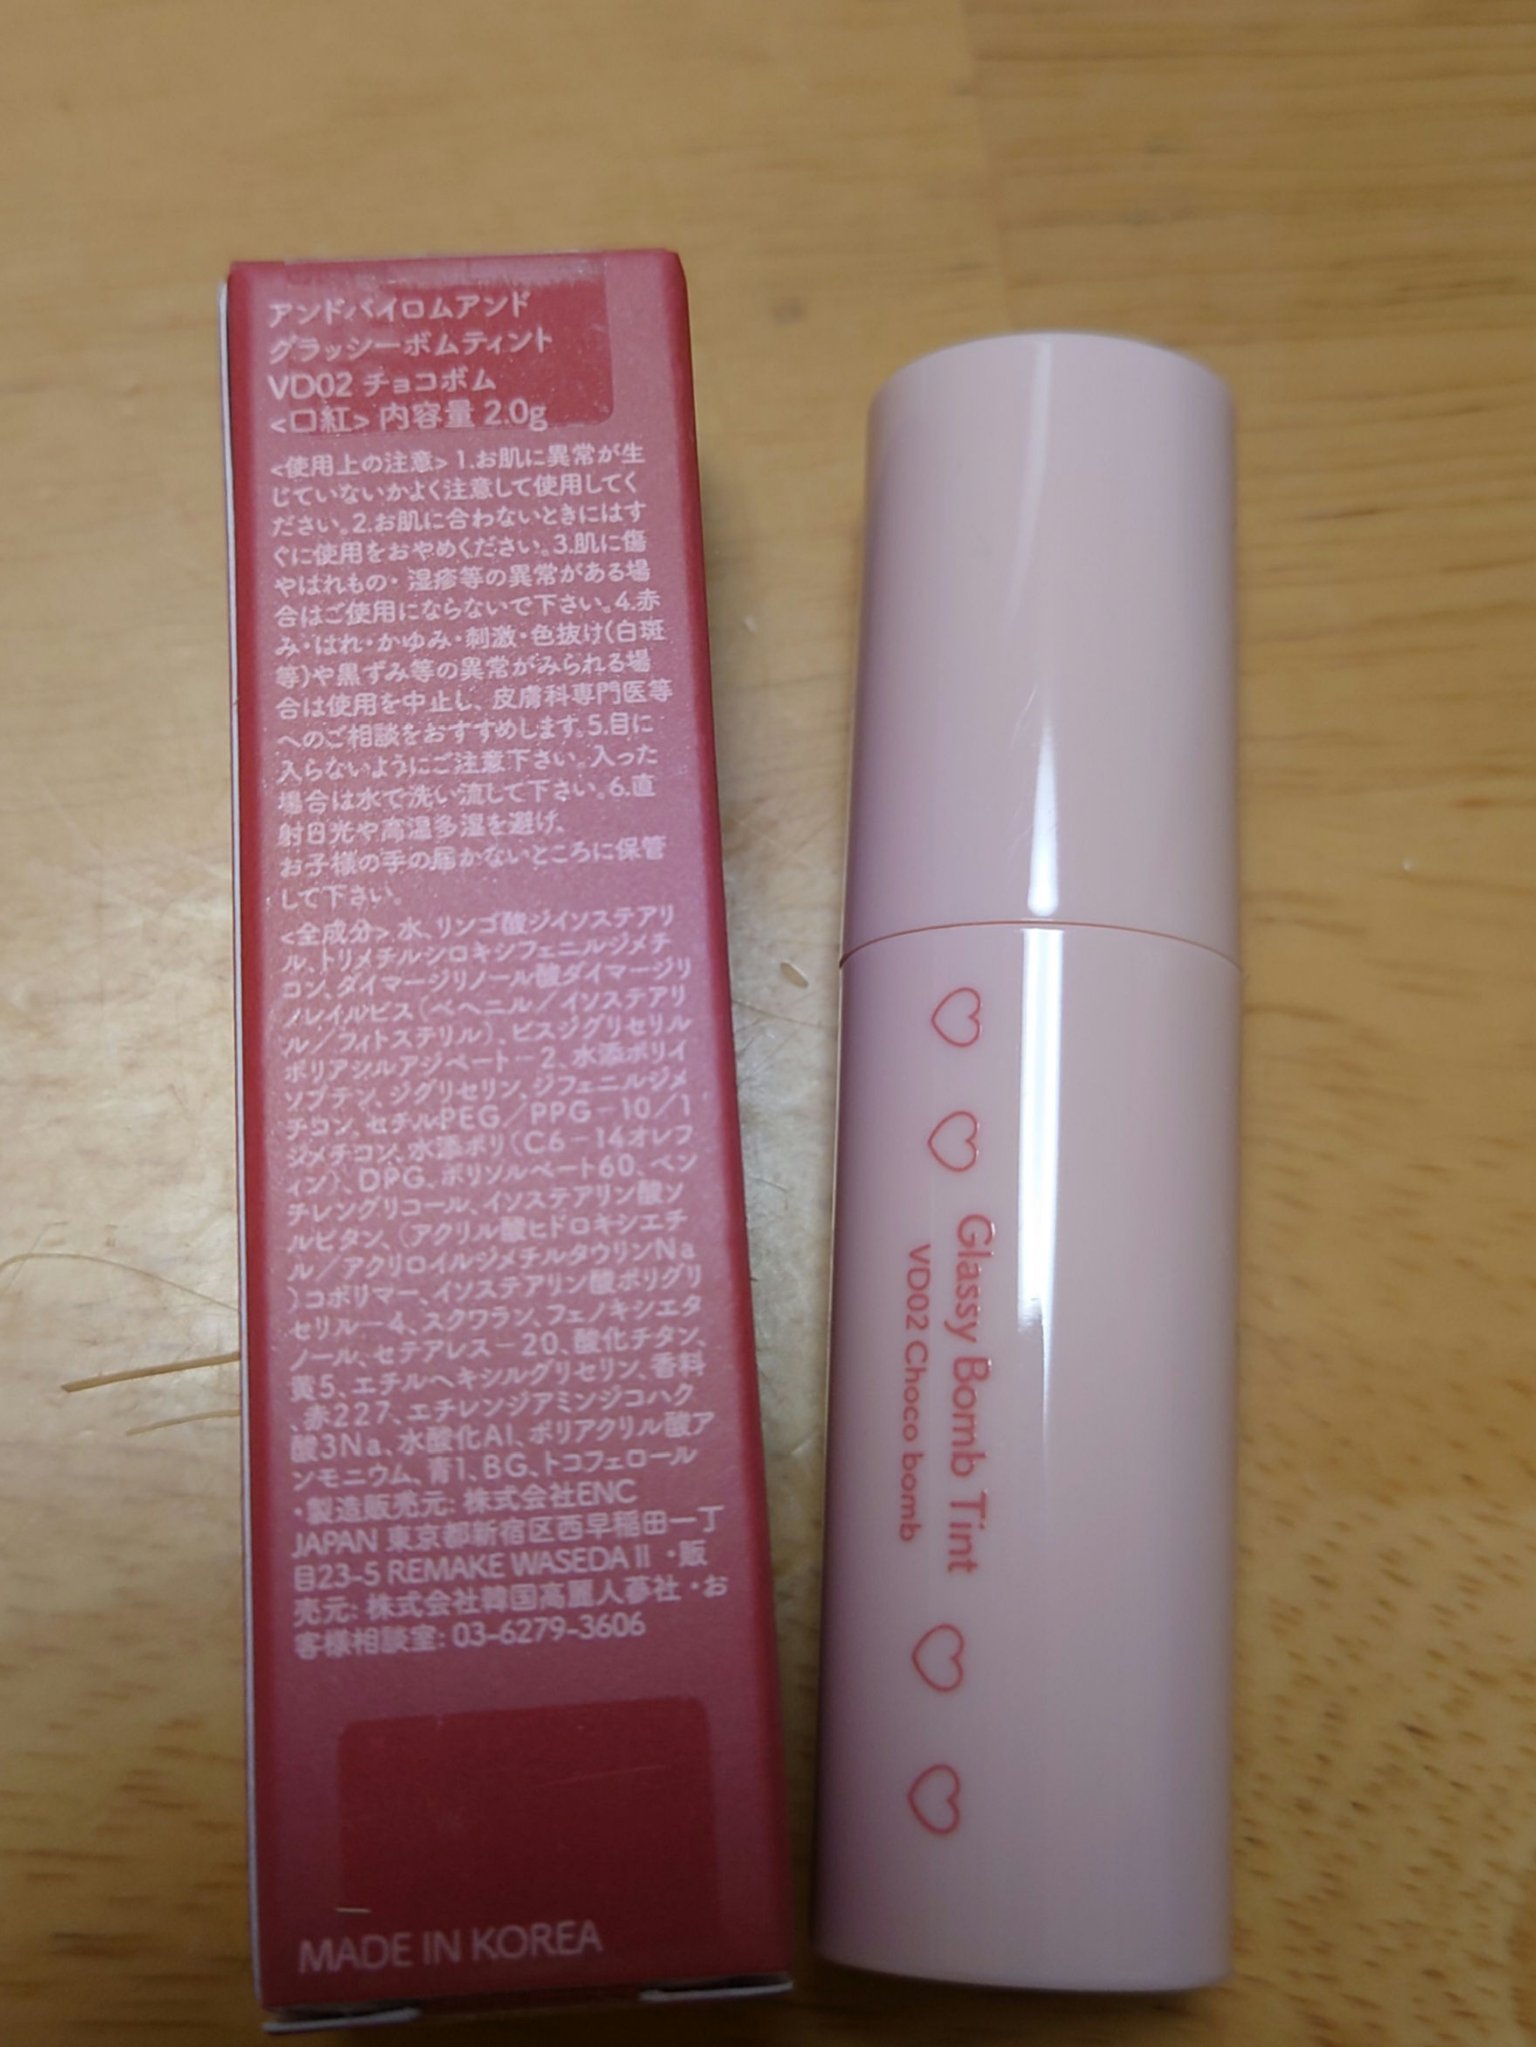 アンドバイロムアンド
グラッシーボムティント
VD02 チョコボム
<口紅> 内容量 2.0g
<使用上の注意> 1.お肌に異常が生
じていないかよく注意して使用してく
ださい。2.お肌に合わないときにはす
ぐに使用をおやめください。3.肌に傷
やはれもの・湿疹等の異常がある場
合はご使用にならないで下さい。4.赤
み・はれ・かゆみ・刺激・色抜け(白斑
等)や黒ずみ等の異常がみられる場
合は使用を中止し、皮膚科専門医等
へのご相談をおすすめします。5.目に
入らないようにご注意下さい。入った
場合は水で洗い流して下さい。6.直
射日光や高温多湿を避け、
お子様の手の届かないところに保管
して下さい。
<全成分> 水、リンゴ酸ジイソステアリ
ル、トリメチルシロキシフェニルジメチ
コン、ダイマージリノール酸ダイマージリ
ノレイルビス(ベヘニル/イソステアリ
ル/フィトステリル)、ビスジグリセリル
ポリアシルアジペート-2、水添ポリイ
ソブテン、ジグリセリン、ジフェニルジメ
チコン、セチルPEG/PPG-10/1
ジメチコン、水添ポリ(C6-14オレフ
ィン)、DPG、ポリソルベート60、ペン
チレングリコール、イソステアリン酸ソ
ルビタン、(アクリル酸ヒドロキシエチ
ル/アクリロイルジメチルタウリンNa
)コポリマー、イソステアリン酸ポリグリ
セリル-4、スクワラン、フェノキシエタ
ノール、セテアレス-20、酸化チタン、
黄5、エチルヘキシルグリセリン、香料
、赤227、エチレンジアミンジコハク
酸3Na、水酸化Al、ポリアクリル酸ア
ンモニウム、青1、BG、トコフェロール
・製造販売元: 株式会社ENC
JAPAN 東京都新宿区西早稲田一丁
目23-5 REMAKE WASEDAⅡ ・販
売元: 株式会社韓国高麗人蔘社 ・お
客様相談室: 03-6279-3606
MADE IN KOREA
Glassy Bomb Tint
VD02 Choco bomb